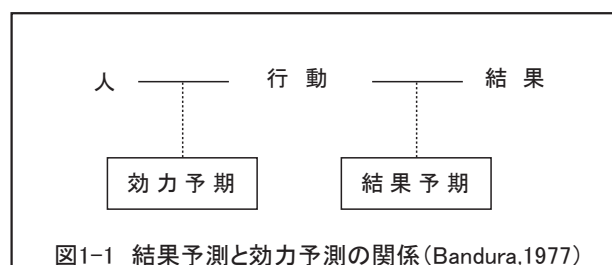 人 行 動 結 果
効 力 予 期 結 果 予 期
図1-1 結果予測と効力予測の関係(Bandura,1977)